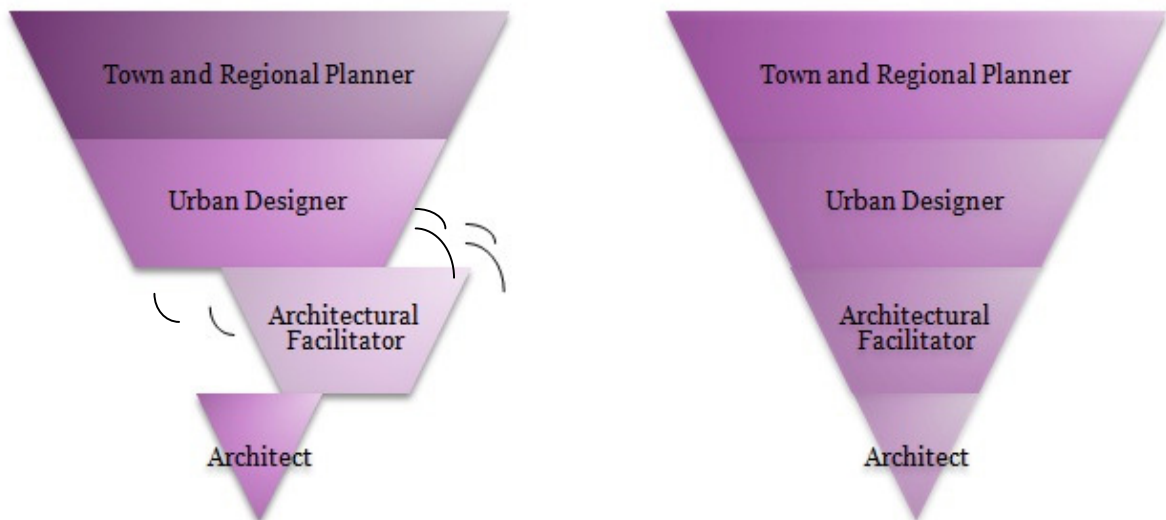 Town and Regional Planner
Urban Designer
Architectural
Facilitator
Architect
Town and Regional Planner
Urban Designer
Architectural
Facilitator
Architect